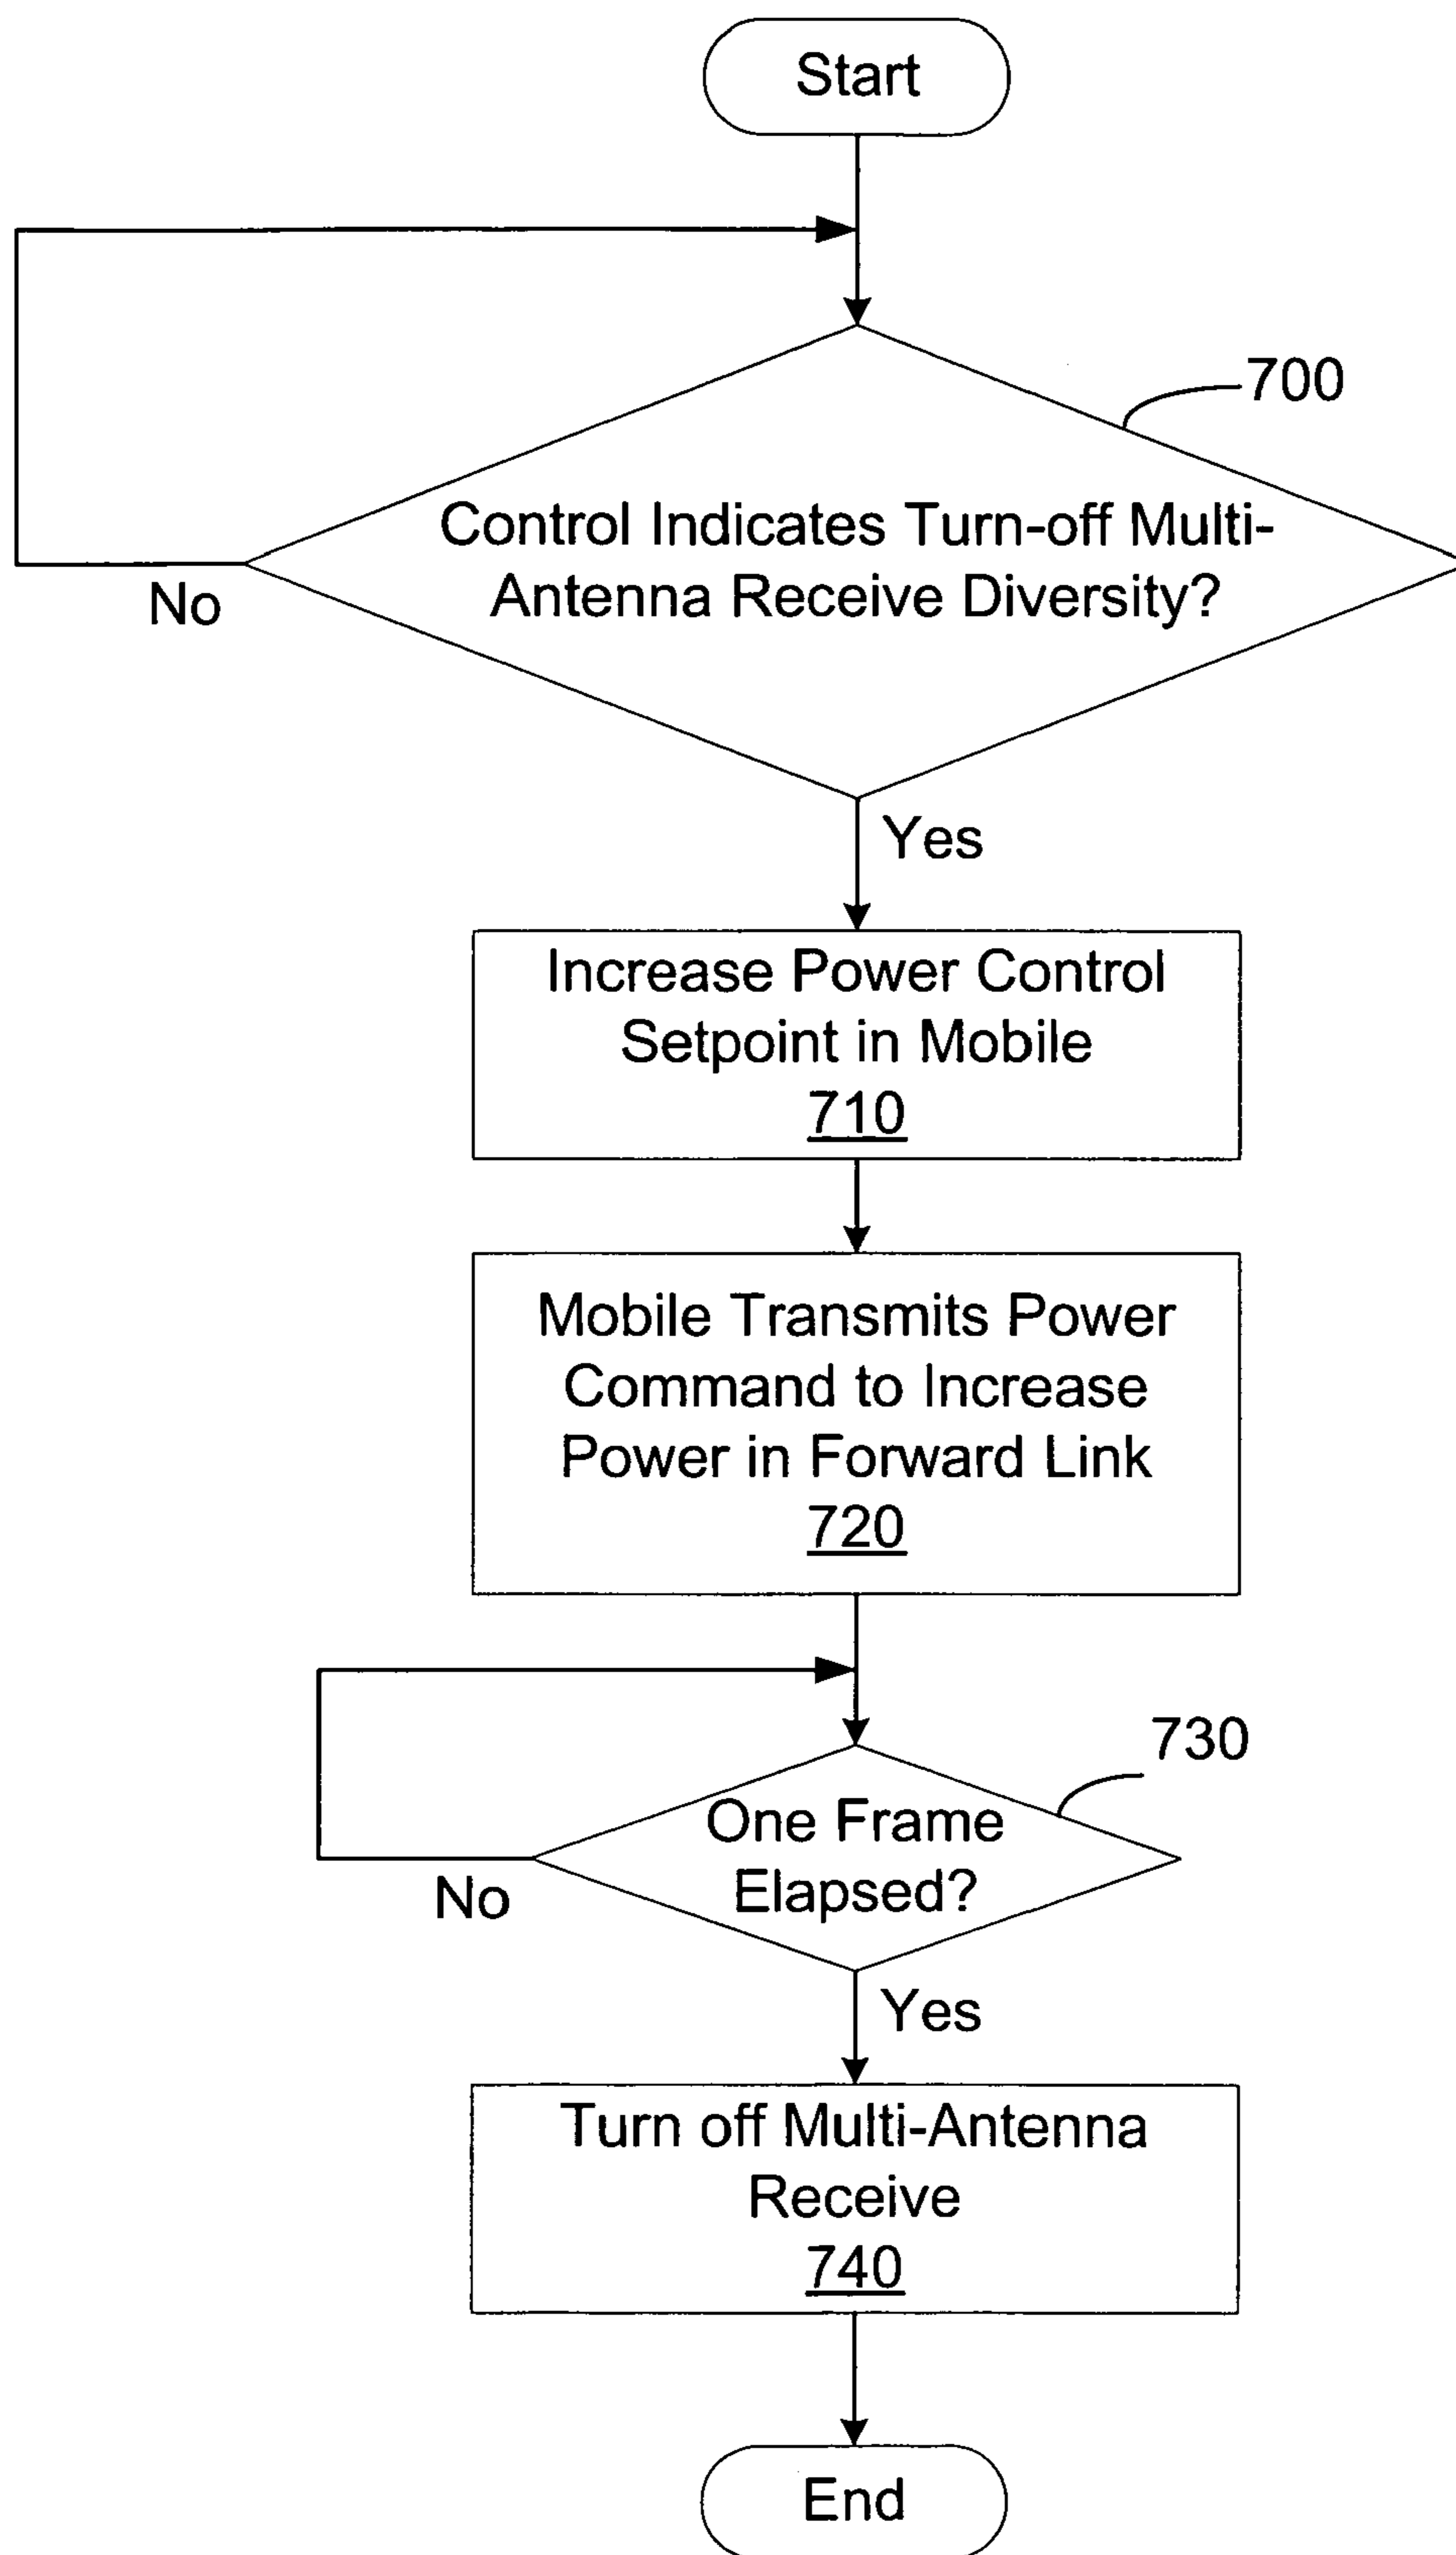 Start
700
Control Indicates Turn-off Multi-
Antenna Receive Diversity?
No
Yes
Increase Power Control
Setpoint in Mobile
710
Mobile Transmits Power
Command to Increase
Power in Forward Link
720
730
One Frame
Elapsed?
No
Yes
Turn off Multi-Antenna
Receive
740
End